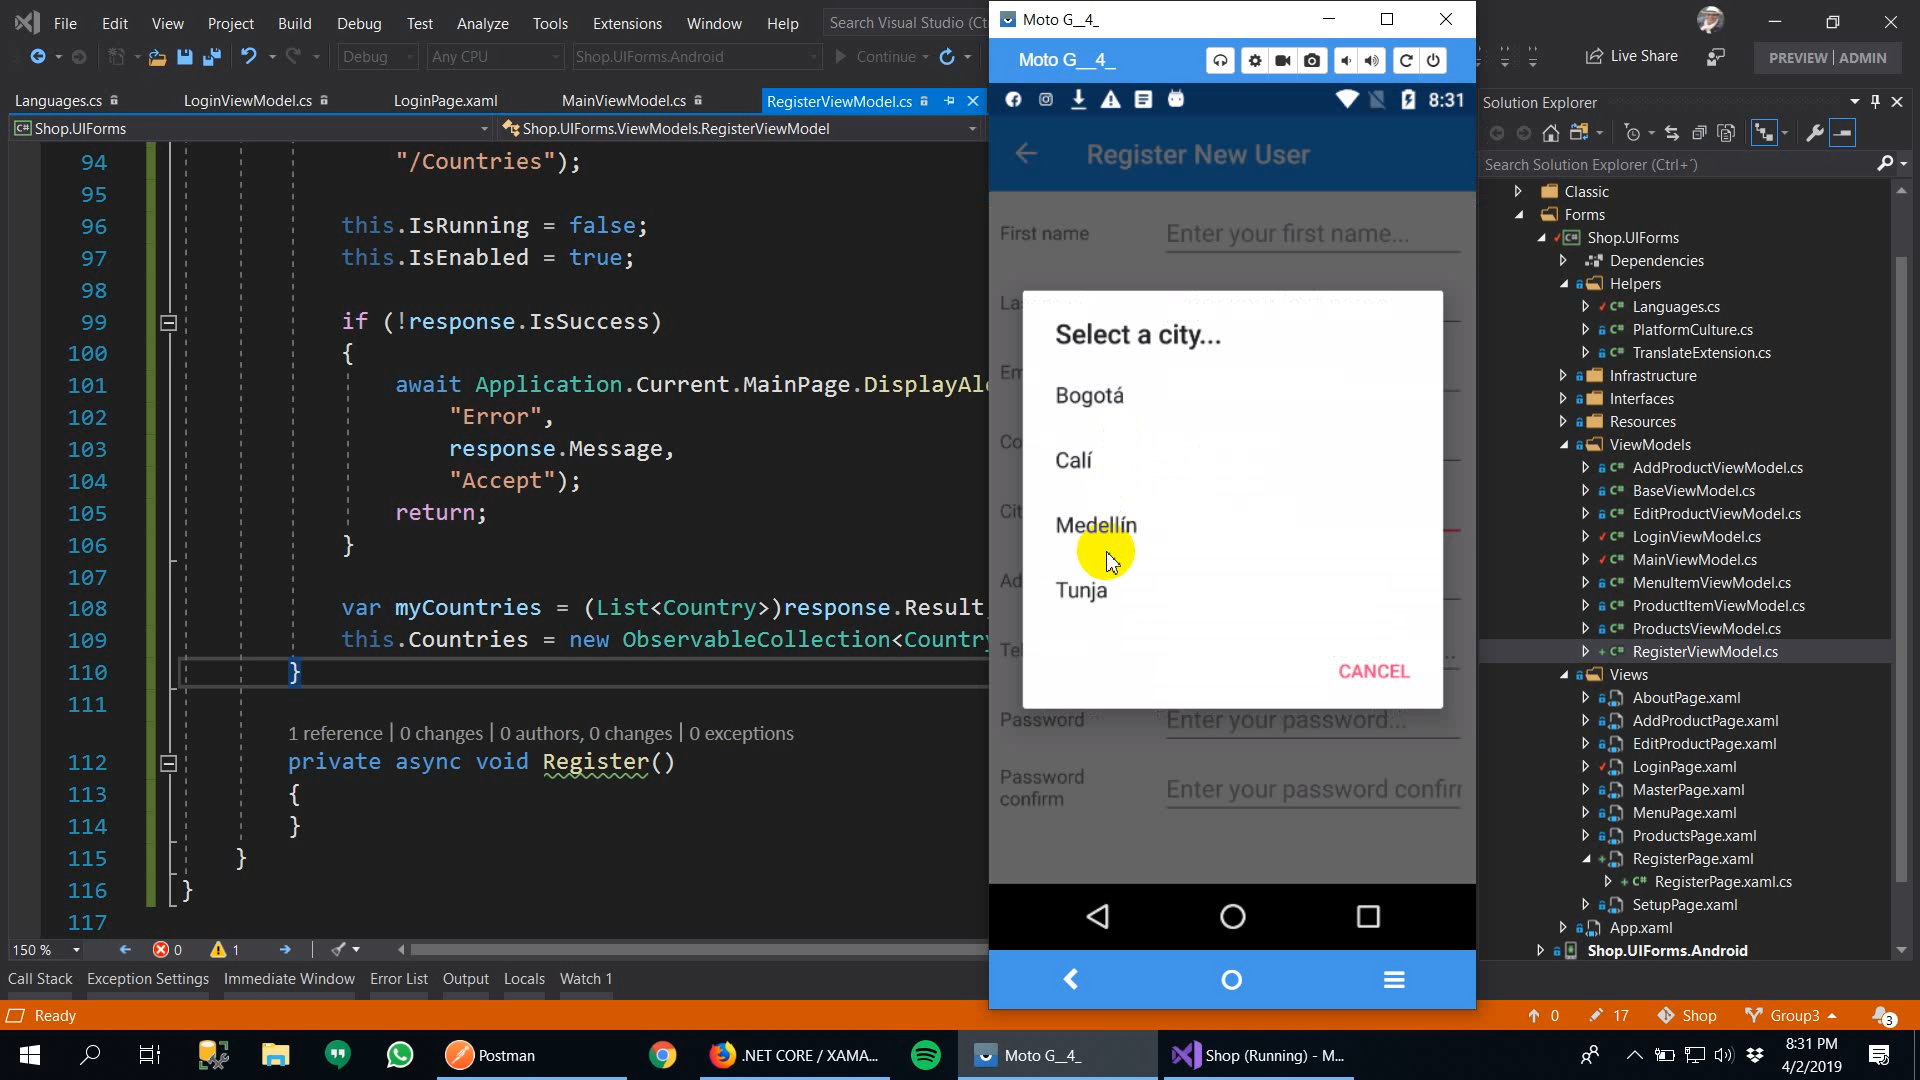 File Edit View Project Build Debug Test Analyze Tools Extensions Window Help
Search Visual Studio (Ct
Debug Any CPU Shop.UIForms.Android Continue
Live Share
PREVIEW | ADMIN
Languages.cs LoginViewModel.cs LoginPage.xaml MainViewModel.cs RegisterViewModel.cs
C# Shop.UIForms
Shop.UIForms.ViewModels.RegisterViewModel
94 "/Countries");
95
96 this.IsRunning = false;
97 this.IsEnabled = true;
98
99 if (!response.IsSuccess)
100 {
101 await Application.Current.MainPage.DisplayAl
102 "Error",
103 response.Message,
104 "Accept");
105 return;
106 }
107
108 var myCountries = (List<Country>)response.Result
109 this.Countries = new ObservableCollection<Country
110 }
111
1 reference | 0 changes | 0 authors, 0 changes | 0 exceptions
112 private async void Register()
113 {
114 }
115 }
116 }
117
150 % 0 1
Call Stack Exception Settings Immediate Window Error List Output Locals Watch 1
Ready
0 17 Shop Group3 3
Moto G__4_
Moto G__4_
8:31
Register New User
First name Enter your first name...
Select a city...
Bogotá
Calí
Medellín
Tunja
CANCEL
Password Enter your password...
Password
confirm Enter your password confir
Solution Explorer
Search Solution Explorer (Ctrl+´)
Classic
Forms
C# Shop.UIForms
Dependencies
Helpers
C# Languages.cs
C# PlatformCulture.cs
C# TranslateExtension.cs
Infrastructure
Interfaces
Resources
ViewModels
C# AddProductViewModel.cs
C# BaseViewModel.cs
C# EditProductViewModel.cs
C# LoginViewModel.cs
C# MainViewModel.cs
C# MenuItemViewModel.cs
C# ProductItemViewModel.cs
C# ProductsViewModel.cs
C# RegisterViewModel.cs
Views
AboutPage.xaml
AddProductPage.xaml
EditProductPage.xaml
LoginPage.xaml
MasterPage.xaml
MenuPage.xaml
ProductsPage.xaml
RegisterPage.xaml
C# RegisterPage.xaml.cs
SetupPage.xaml
App.xaml
Shop.UIForms.Android
Postman
.NET CORE / XAMA...
Moto G__4_
Shop (Running) - M...
8:31 PM
4/2/2019